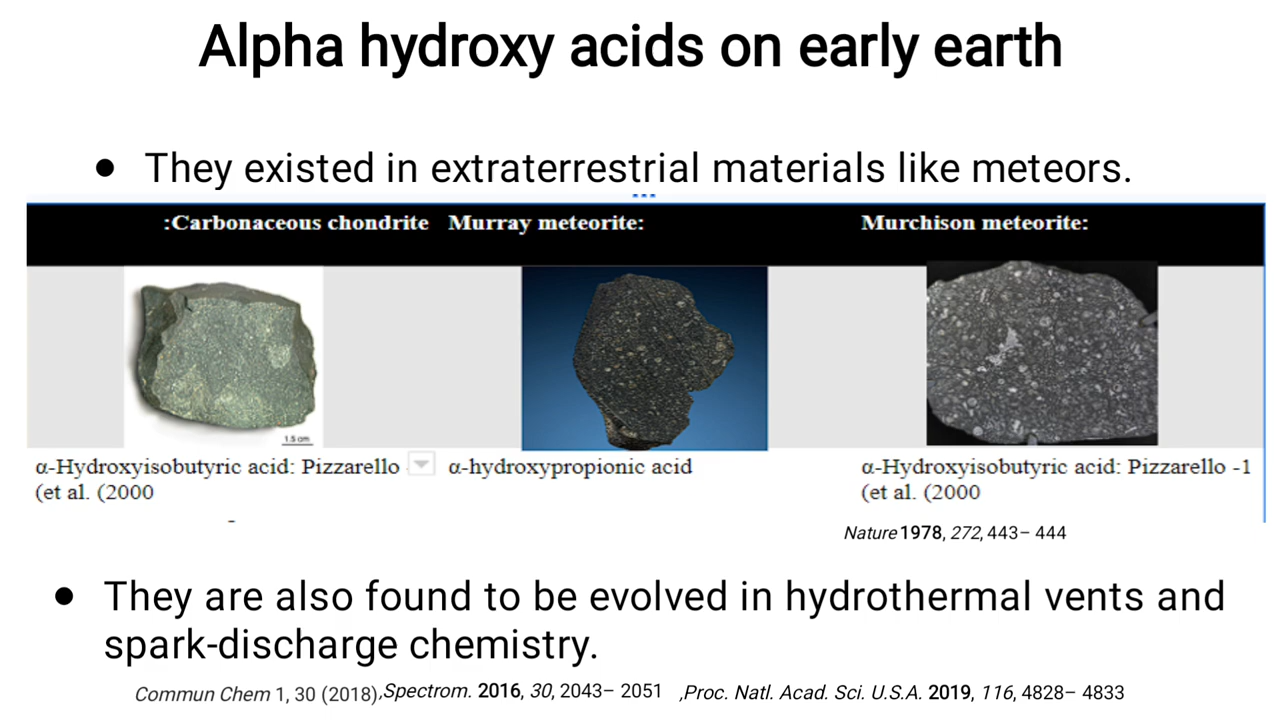 Alpha hydroxy acids on early earth
● They existed in extraterrestrial materials like meteors.
:Carbonaceous chondrite Murray meteorite: Murchison meteorite:
1.5 cm
α-Hydroxyisobutyric acid: Pizzarello α-hydroxypropionic acid α-Hydroxyisobutyric acid: Pizzarello -1
(et al. (2000 (et al. (2000
-
Nature 1978, 272, 443– 444
● They are also found to be evolved in hydrothermal vents and
spark-discharge chemistry.
Commun Chem 1, 30 (2018),Spectrom. 2016, 30, 2043– 2051 ,Proc. Natl. Acad. Sci. U.S.A. 2019, 116, 4828– 4833